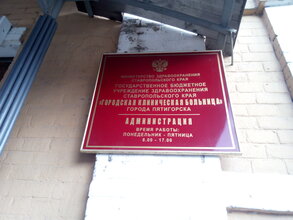 МИНИСТЕРСТВО ЗДРАВООХРАНЕНИЯ
СТАВРОПОЛЬСКОГО КРАЯ
ГОСУДАРСТВЕННОЕ БЮДЖЕТНОЕ
УЧРЕЖДЕНИЕ ЗДРАВООХРАНЕНИЯ
СТАВРОПОЛЬСКОГО КРАЯ
«ГОРОДСКАЯ КЛИНИЧЕСКАЯ БОЛЬНИЦА»
ГОРОДА ПЯТИГОРСКА
АДМИНИСТРАЦИЯ
ВРЕМЯ РАБОТЫ:
ПОНЕДЕЛЬНИК - ПЯТНИЦА
8.00 - 17.00